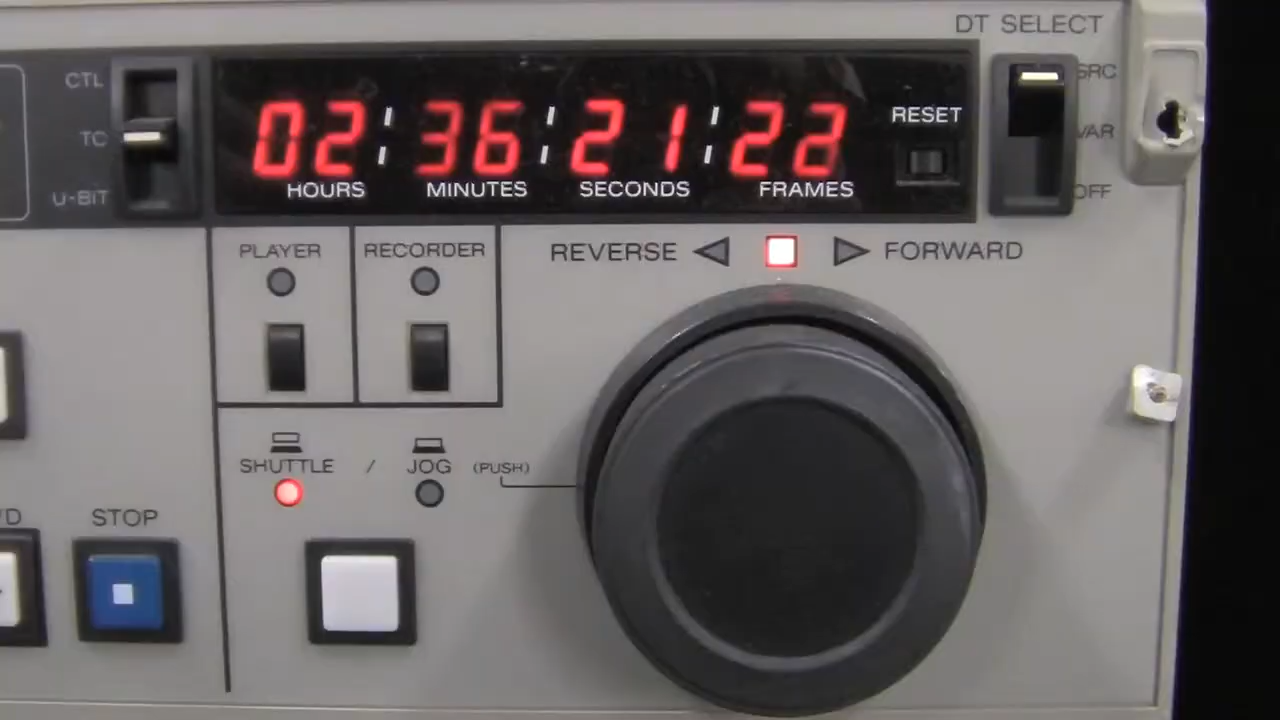 DT SELECT
CTL
TC
U-BIT
02:36:21:22
HOURS MINUTES SECONDS FRAMES
RESET
SRC
VAR
OFF
PLAYER
RECORDER
REVERSE
FORWARD
SHUTTLE / JOG (PUSH)
STOP